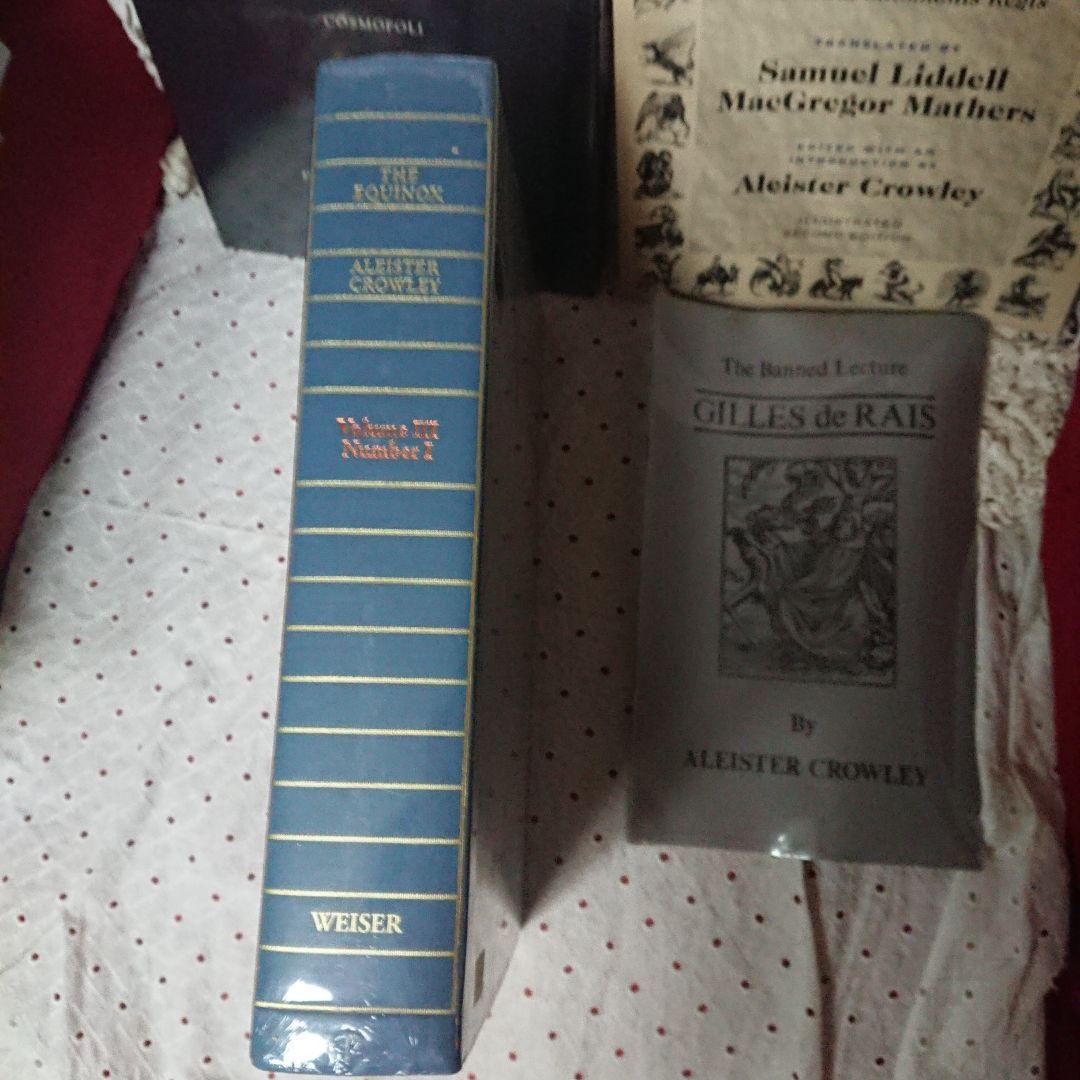 COSMOPOLI
THE
EQUINOX
ALEISTER
CROWLEY
Volume III
Number I
WEISER
Regis
TRANSLATED BY
Samuel Liddell
MacGregor Mathers
EDITED WITH AN
INTRODUCTION BY
Aleister Crowley
ILLUSTRATED
SECOND EDITION
The Banned Lecture
GILLES de RAIS
By
ALEISTER CROWLEY